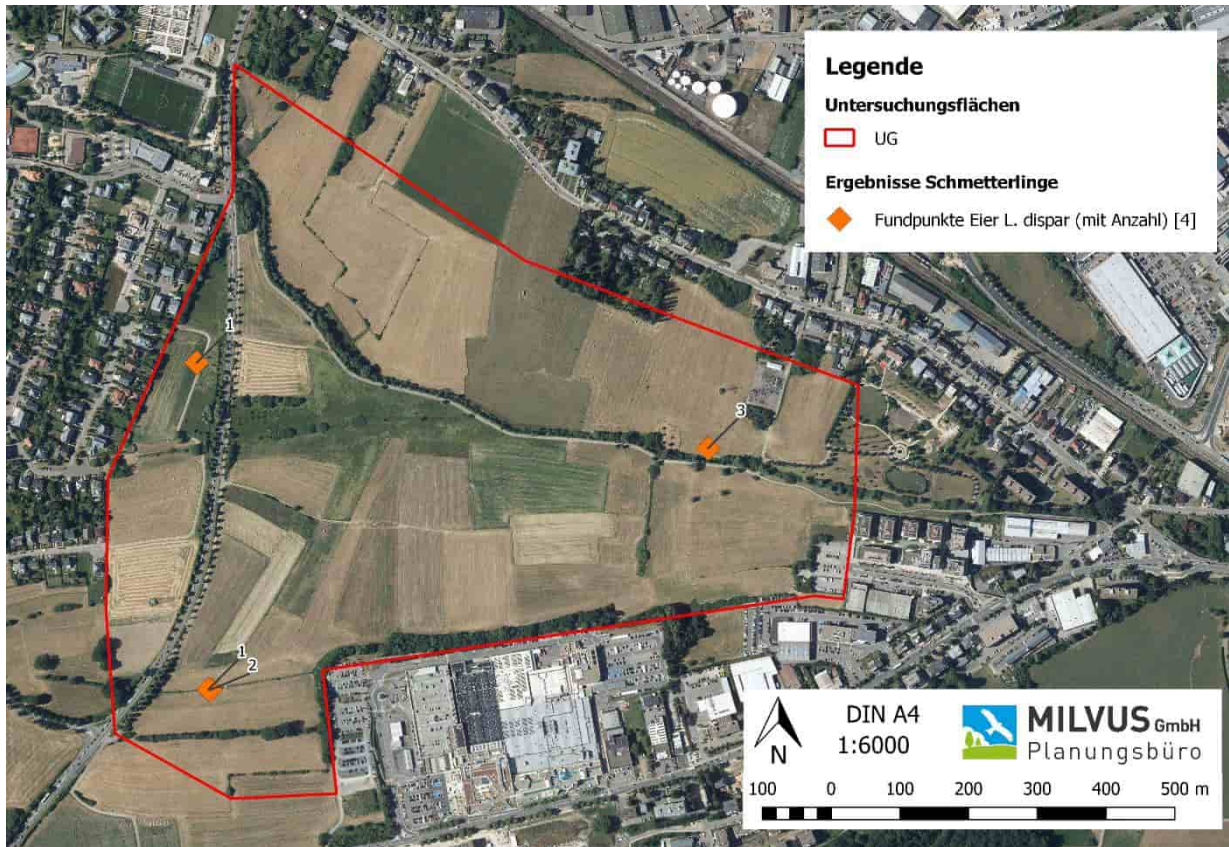 Legende
Untersuchungsflächen
UG
Ergebnisse Schmetterlinge
Fundpunkte Eier L. dispar (mit Anzahl) [4]
1
3
1
2
N
DIN A4
1:6000
MILVUS GmbH
Planungsbüro
100 0 100 200 300 400 500 m